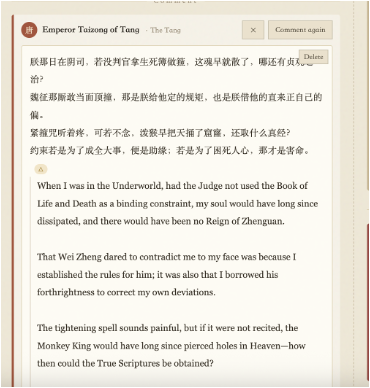 唐 Emperor Taizong of Tang · The Tang × Comment again
Delete
朕那日在阴司，若没判官拿生死簿做箍，这魂早就散了，哪还有贞观之
治？
魏征那厮敢当面顶撞，那是朕给他定的规矩，也是朕借他的直来正自己的
偏。
紧箍咒听着疼，可若不念，泼猴早把天捅了窟窿，还取什么真经？
约束若是为了成全大事，便是助缘；若是为了困死人心，那才是害命。
When I was in the Underworld, had the Judge not used the Book of
Life and Death as a binding constraint, my soul would have long since
dissipated, and there would have been no Reign of Zhenguan.
That Wei Zheng dared to contradict me to my face was because I
established the rules for him; it was also that I borrowed his
forthrightness to correct my own deviations.
The tightening spell sounds painful, but if it were not recited, the
Monkey King would have long since pierced holes in Heaven—how
then could the True Scriptures be obtained?